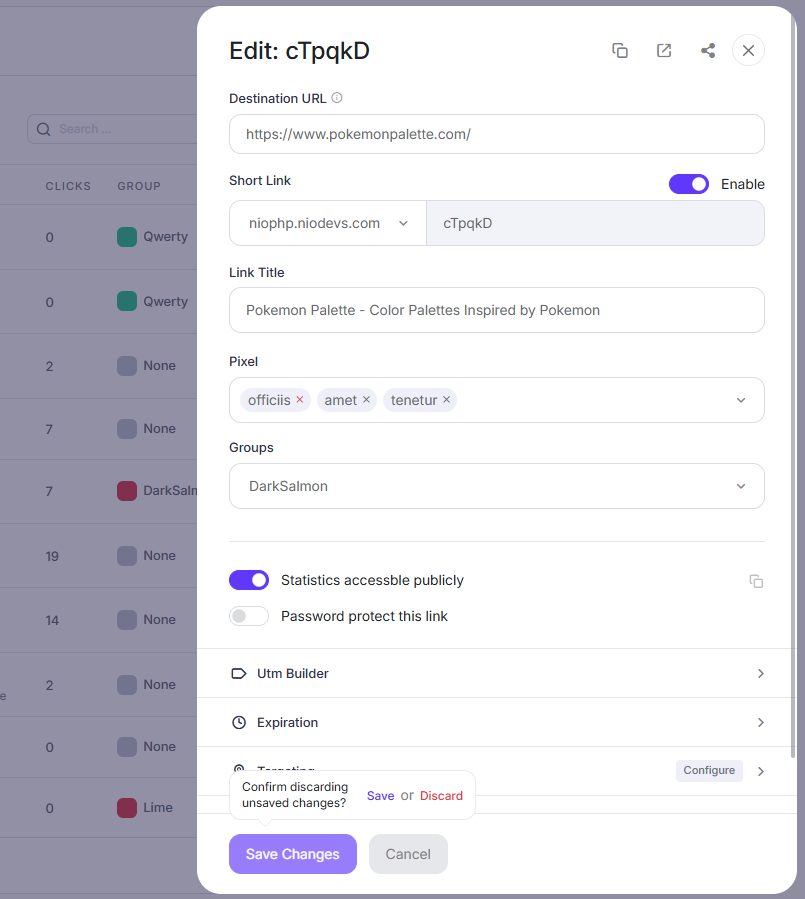 Edit: cTpqkD
Destination URL
https://www.pokemonpalette.com/
Short Link
Enable
niophp.niodevs.com
cTpqkD
Link Title
Pokemon Palette - Color Palettes Inspired by Pokemon
Pixel
officiis × amet × tenetur ×
Groups
DarkSalmon
Statistics accessble publicly
Password protect this link
Utm Builder
Expiration
Targeting
Configure
Confirm discarding
unsaved changes?
Save or Discard
Save Changes
Cancel
Search ...
CLICKS GROUP
0 Qwerty
0 Qwerty
2 None
7 None
7 DarkSaln
19 None
14 None
2 None
0 None
0 Lime